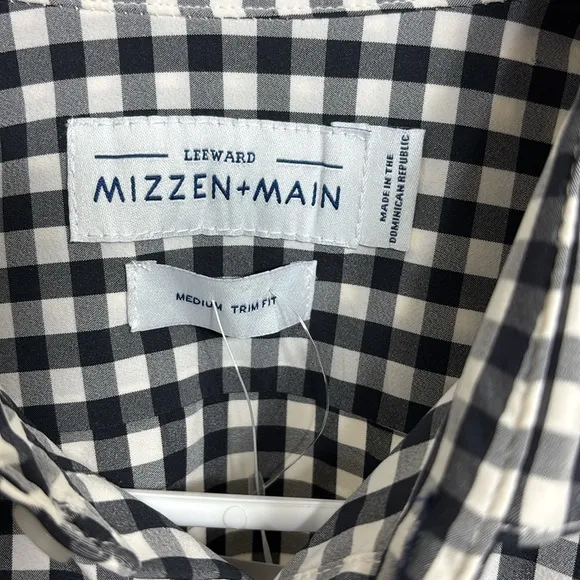 LEEWARD
MIZZEN+MAIN
MADE IN THE
DOMINICAN REPUBLIC
MEDIUM TRIM FIT